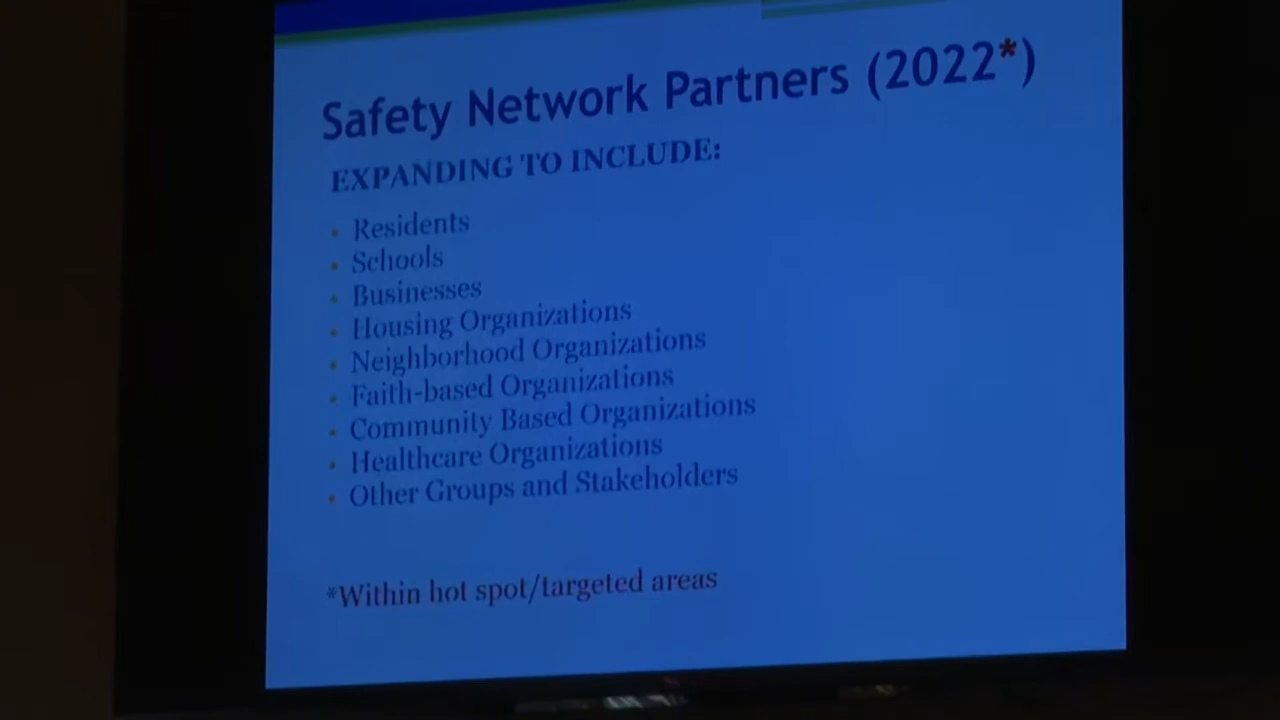 Safety Network Partners (2022*)
EXPANDING TO INCLUDE:
• Residents
• Schools
• Businesses
• Housing Organizations
• Neighborhood Organizations
• Faith-based Organizations
• Community Based Organizations
• Healthcare Organizations
• Other Groups and Stakeholders
*Within hot spot/targeted areas